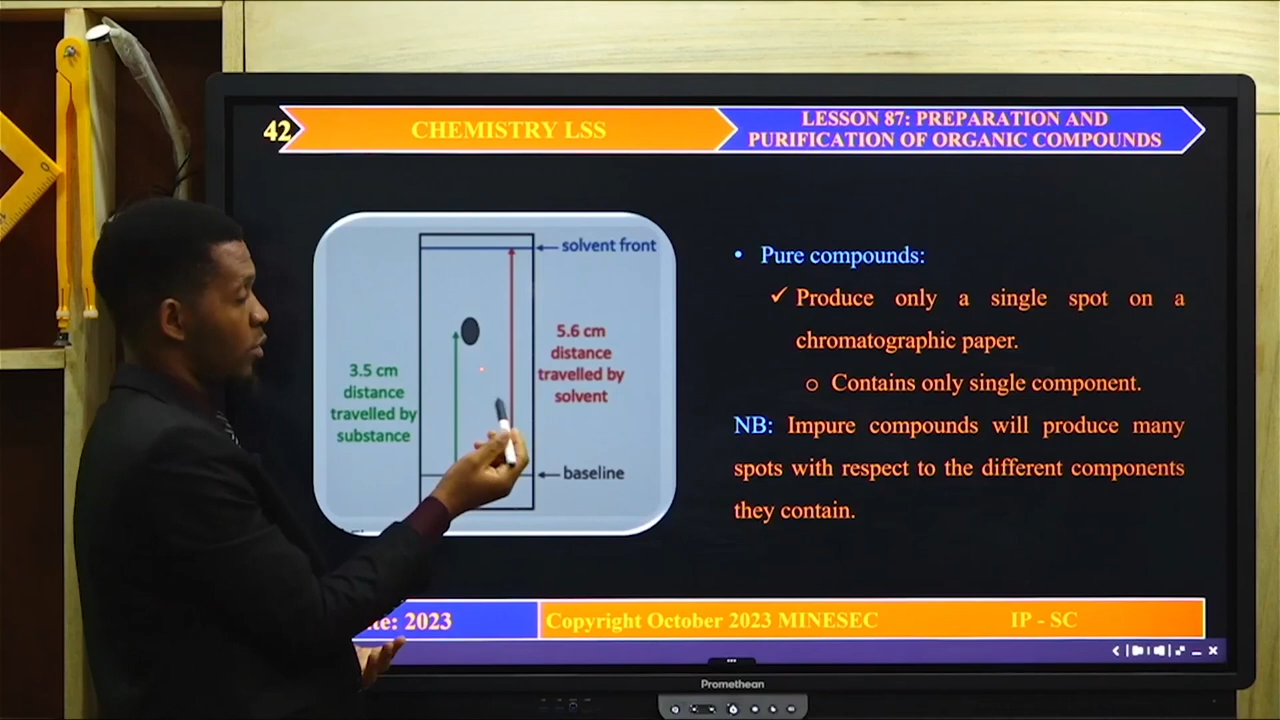 42
CHEMISTRY LSS
LESSON 87: PREPARATION AND
PURIFICATION OF ORGANIC COMPOUNDS
solvent front
5.6 cm
distance
travelled by
solvent
3.5 cm
distance
travelled by
substance
baseline
• Pure compounds:
✓ Produce only a single spot on a
chromatographic paper.
o Contains only single component.
NB: Impure compounds will produce many
spots with respect to the different components
they contain.
2023
Copyright October 2023 MINESEC
IP - SC
Promethean